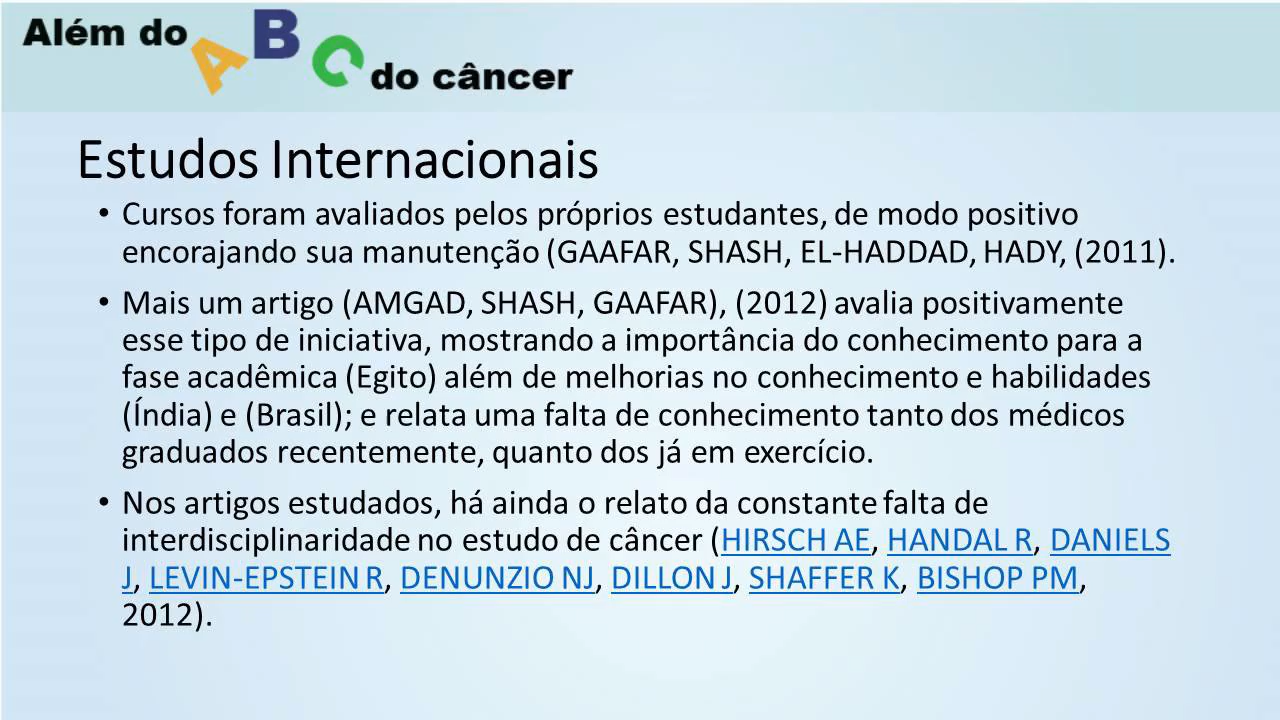 Além do A B C do câncer
Estudos Internacionais
• Cursos foram avaliados pelos próprios estudantes, de modo positivo
encorajando sua manutenção (GAAFAR, SHASH, EL-HADDAD, HADY, (2011).
• Mais um artigo (AMGAD, SHASH, GAAFAR), (2012) avalia positivamente
esse tipo de iniciativa, mostrando a importância do conhecimento para a
fase acadêmica (Egito) além de melhorias no conhecimento e habilidades
(Índia) e (Brasil); e relata uma falta de conhecimento tanto dos médicos
graduados recentemente, quanto dos já em exercício.
• Nos artigos estudados, há ainda o relato da constante falta de
interdisciplinaridade no estudo de câncer (HIRSCH AE, HANDAL R, DANIELS
J, LEVIN-EPSTEIN R, DENUNZIO NJ, DILLON J, SHAFFER K, BISHOP PM,
2012).